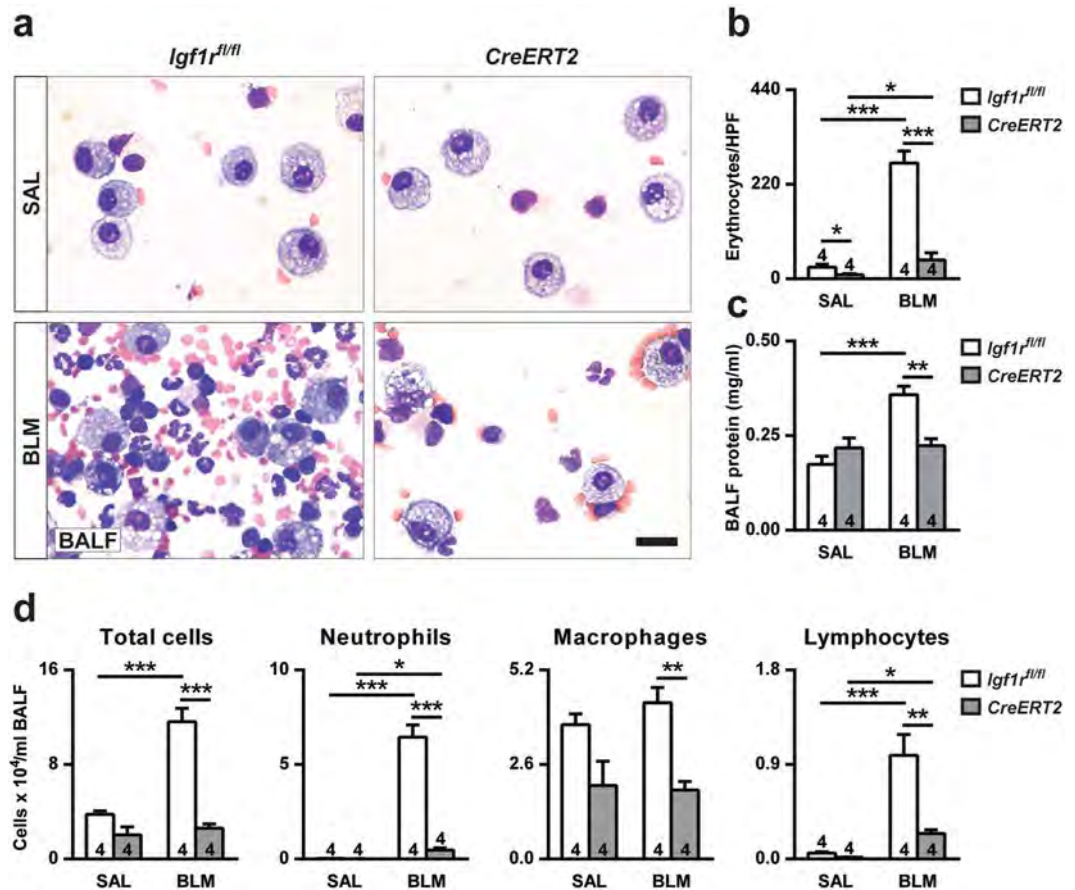 a
Igf1r^fl/fl
CreERT2
SAL
BLM
BALF
b
Erythrocytes/HPF
440
220
0
***
*
***
*
4
4
4
4
SAL
BLM
Igf1r^fl/fl
CreERT2
c
BALF protein (mg/ml)
0.50
0.25
0.00
***
**
4
4
4
4
SAL
BLM
Igf1r^fl/fl
CreERT2
d
Total cells
Cells x 10^4/ml BALF
16
8
0
***
***
4
4
4
4
SAL
BLM
Neutrophils
10
5
0
*
***
***
4
4
4
4
SAL
BLM
Macrophages
5.2
2.6
0.0
**
4
4
4
4
SAL
BLM
Lymphocytes
1.8
0.9
0.0
*
***
**
4
4
4
4
SAL
BLM
Igf1r^fl/fl
CreERT2